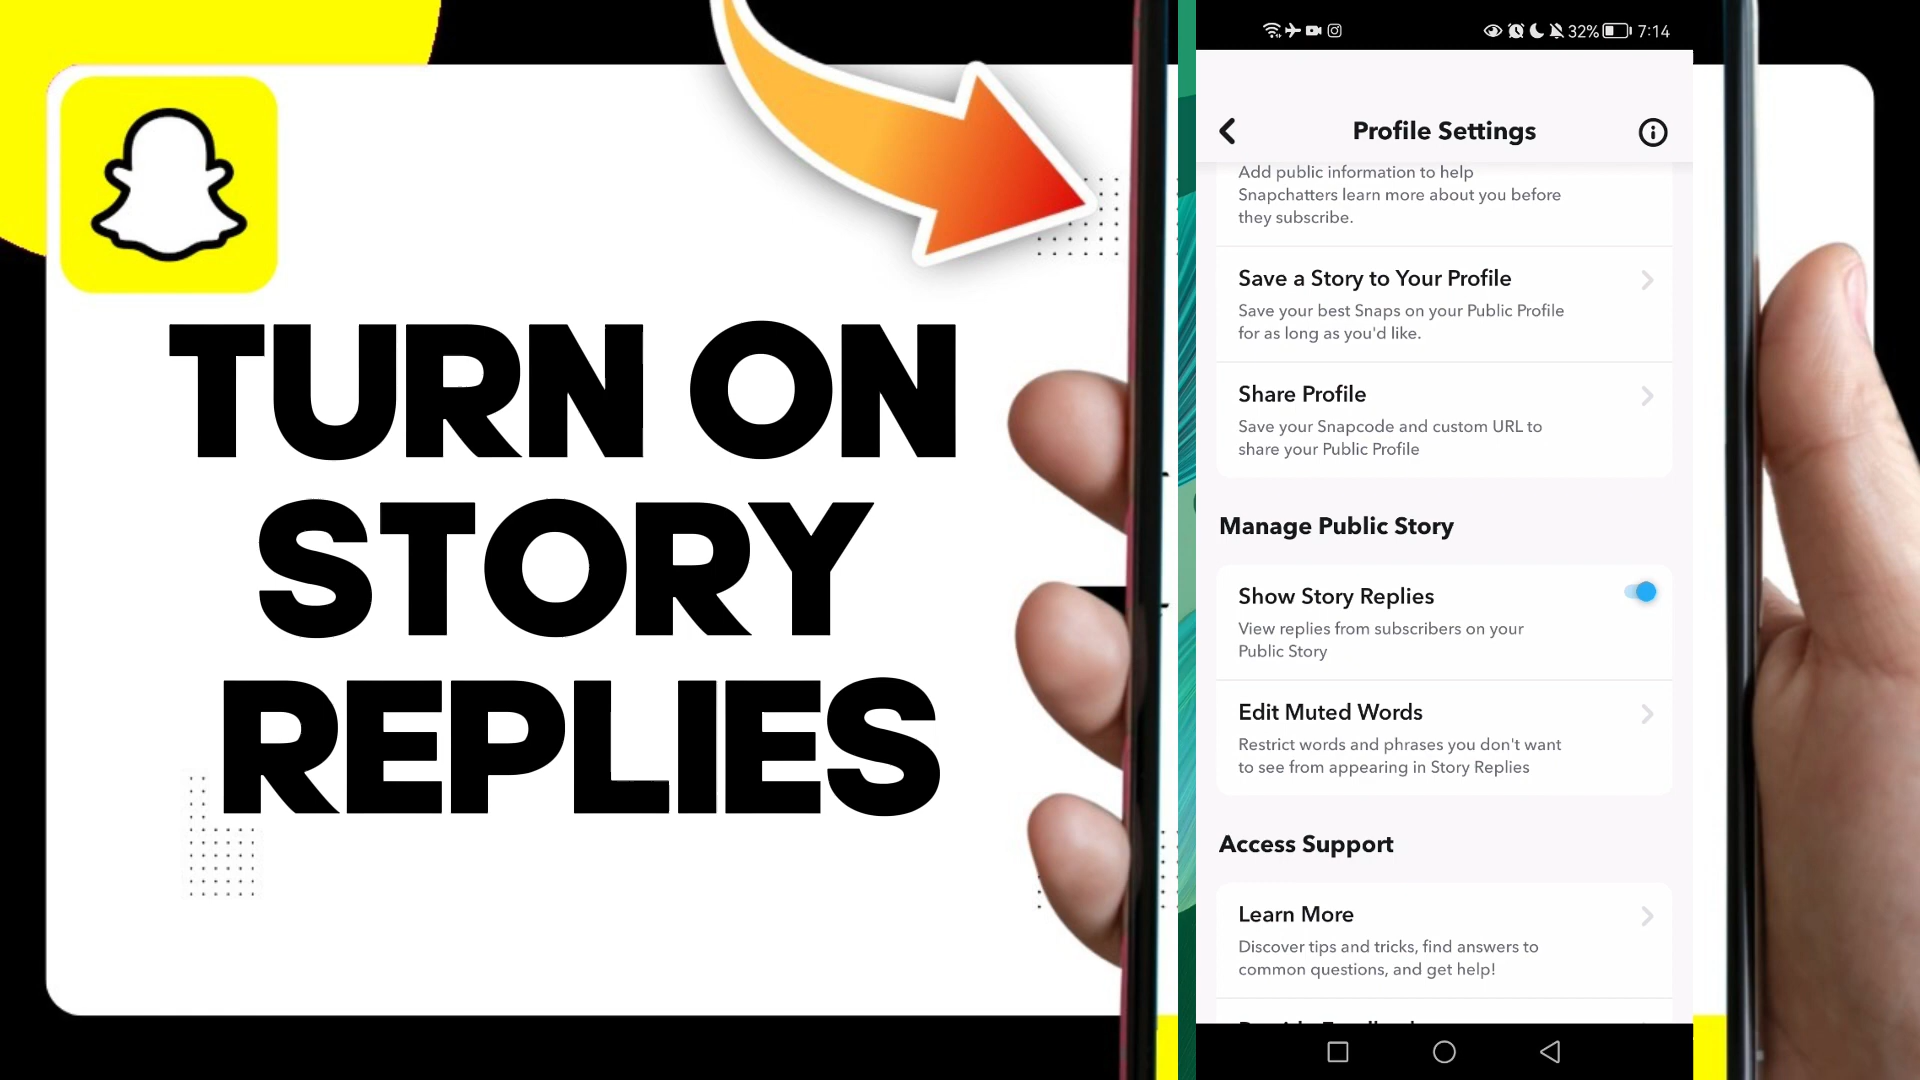 TURN ON
STORY
REPLIES
32% 7:14
Profile Settings
Add public information to help
Snapchatters learn more about you before
they subscribe.
Save a Story to Your Profile
Save your best Snaps on your Public Profile
for as long as you'd like.
Share Profile
Save your Snapcode and custom URL to
share your Public Profile
Manage Public Story
Show Story Replies
View replies from subscribers on your
Public Story
Edit Muted Words
Restrict words and phrases you don't want
to see from appearing in Story Replies
Access Support
Learn More
Discover tips and tricks, find answers to
common questions, and get help!